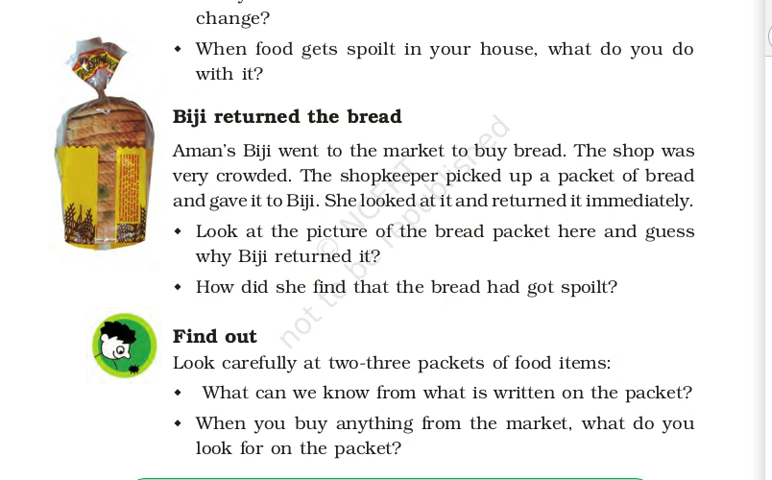 change?
• When food gets spoilt in your house, what do you do
with it?
Biji returned the bread
Aman's Biji went to the market to buy bread. The shop was
very crowded. The shopkeeper picked up a packet of bread
and gave it to Biji. She looked at it and returned it immediately.
• Look at the picture of the bread packet here and guess
why Biji returned it?
• How did she find that the bread had got spoilt?
Find out
Look carefully at two-three packets of food items:
• What can we know from what is written on the packet?
• When you buy anything from the market, what do you
look for on the packet?
© NCERT
not to be republished